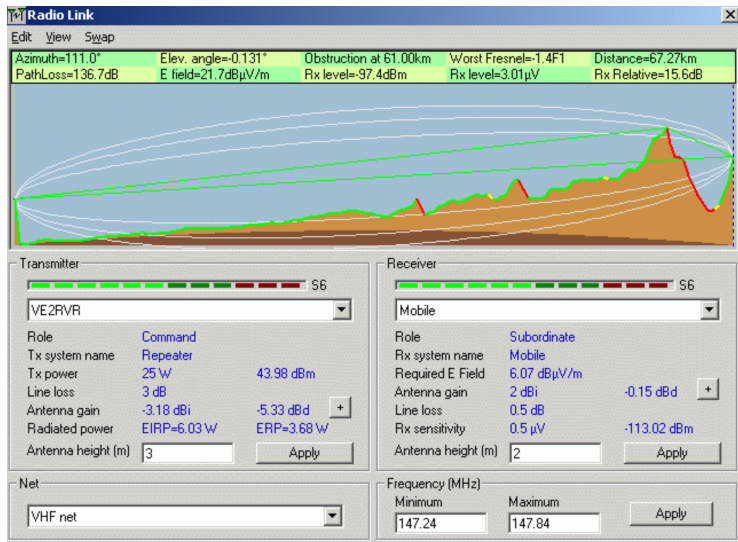 Radio Link
Edit View Swap
Azimuth=111.0° Elev. angle=-0.131° Obstruction at 61.00km Worst Fresnel=-1.4F1 Distance=67.27km
PathLoss=136.7dB E field=21.7dBµV/m Rx level=-97.4dBm Rx level=3.01µV Rx Relative=15.6dB
Transmitter
S6
VE2RVR
Role Command
Tx system name Repeater
Tx power 25 W 43.98 dBm
Line loss 3 dB
Antenna gain -3.18 dBi -5.33 dBd +
Radiated power EIRP=6.03 W ERP=3.68 W
Antenna height (m) 3 Apply
Receiver
S6
Mobile
Role Subordinate
Rx system name Mobile
Required E Field 6.07 dBµV/m
Antenna gain 2 dBi -0.15 dBd +
Line loss 0.5 dB
Rx sensitivity 0.5 µV -113.02 dBm
Antenna height (m) 2 Apply
Net
VHF net
Frequency (MHz)
Minimum Maximum
147.24 147.84 Apply